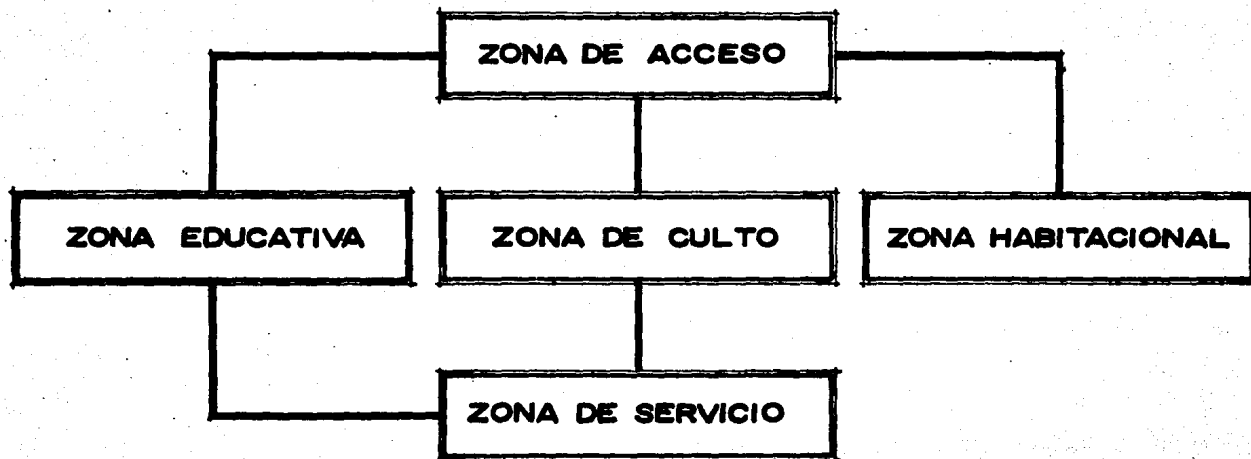 ZONA DE ACCESO
ZONA EDUCATIVA
ZONA DE CULTO
ZONA HABITACIONAL
ZONA DE SERVICIO